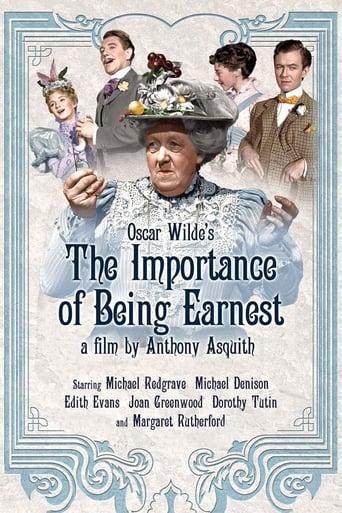 Oscar Wilde's
The Importance
of Being Earnest
a film by Anthony Asquith
Starring Michael Redgrave Michael Denison
Edith Evans Joan Greenwood Dorothy Tutin
and Margaret Rutherford